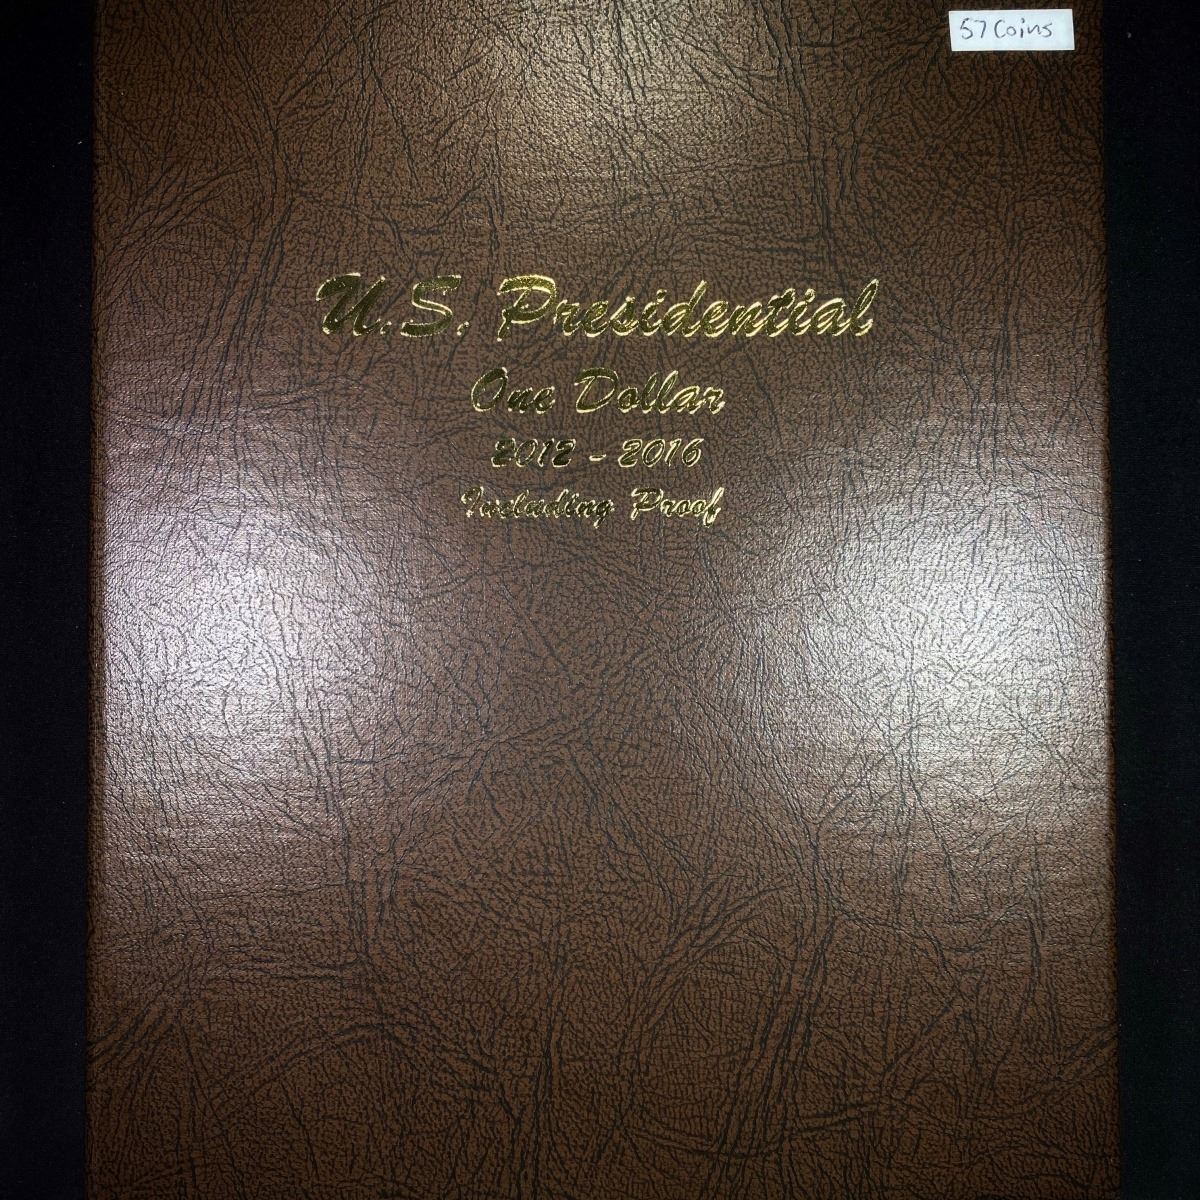 57 Coins
U.S. Presidential
One Dollar
2012 - 2016
Including Proof